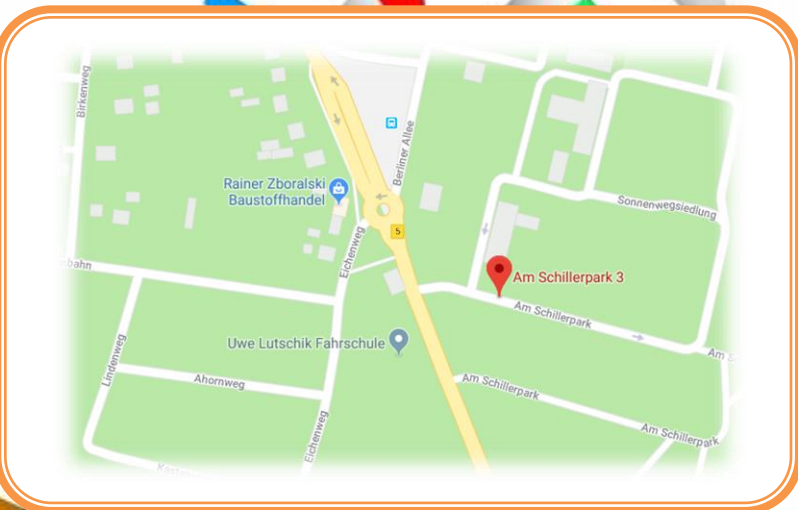 Birkenweg
Berliner Allee
Rainer Zboralski
Baustoffhandel
Sonnenwegsiedlung
5
Eichenweg
bahn
Am Schillerpark 3
Am Schillerpark
Uwe Lutschik Fahrschule
Am S
Lindenweg
Ahornweg
Am Schillerpark
Eichenweg
Am Schillerpark